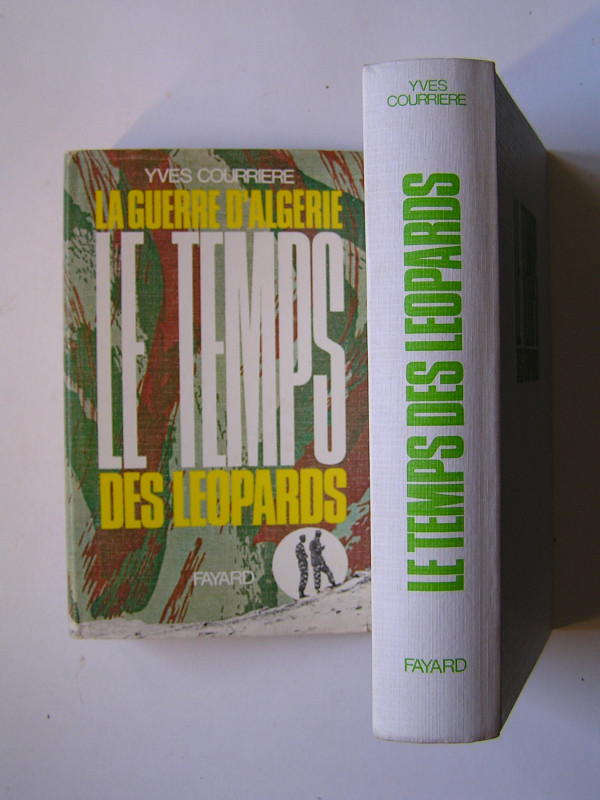 YVES COURRIERE
LA GUERRE D'ALGERIE
LE TEMPS
DES LEOPARDS
FAYARD
YVES
COURRIERE
LE TEMPS DES LEOPARDS
FAYARD